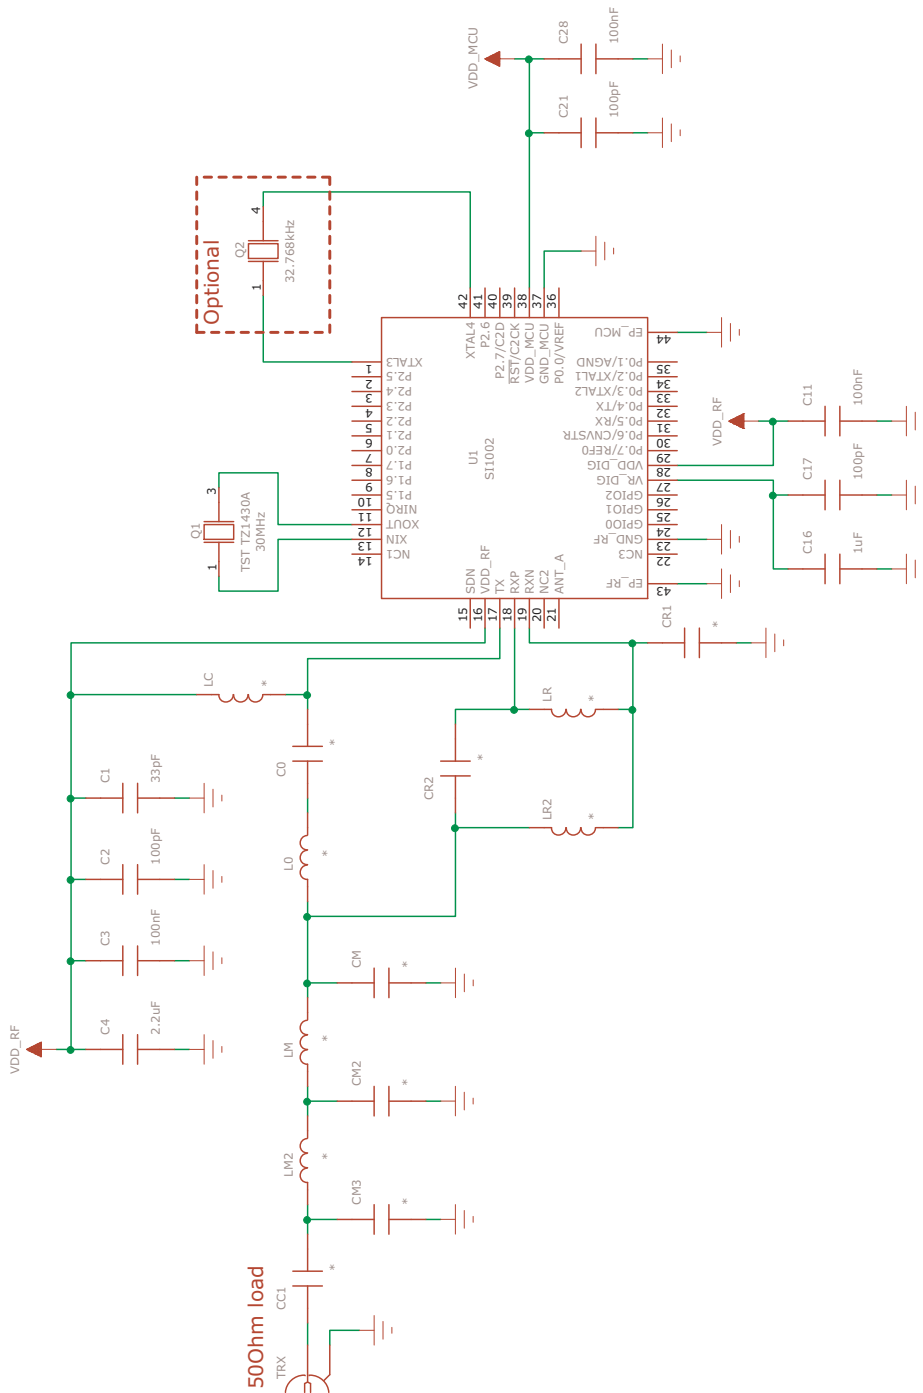 VDD_MCU
C28
100nF
C21
100pF
Optional
Q2
32.768kHz
4
1
42
41
40
39
38
37
36
XTAL4
P2.6
P2.7/C2D
RST/C2CK
VDD_MCU
GND_MCU
P0.0/VREF
XTAL3
P2.5
P2.4
P2.3
P2.2
P2.1
P2.0
P1.7
P1.6
P1.5
NIRQ
XOUT
XIN
NC1
1
2
3
4
5
6
7
8
9
10
11
12
13
14
U1
SI1002
EP_MCU
P0.1/AGND
P0.2/XTAL1
P0.3/XTAL2
P0.4/TX
P0.5/RX
P0.6/CNVSTR
P0.7/REF0
VDD_DIG
VR_DIG
GPIO2
GPIO1
GPIO0
GND_RF
NC3
EP_RF
44
35
34
33
32
31
30
29
28
27
26
25
24
23
22
43
VDD_RF
C11
100nF
C17
100pF
C16
1uF
Q1
TST TZ1430A
30MHz
3
1
SDN
VDD_RF
TX
RXP
RXN
NC2
ANT_A
15
16
17
18
19
20
21
CR1
*
LC
*
C0
*
L0
*
CR2
*
LR
*
LR2
*
C1
33pF
C2
100pF
C3
100nF
C4
2.2uF
VDD_RF
CM
*
LM
*
CM2
*
LM2
*
CM3
*
CC1
*
50Ohm load
TRX